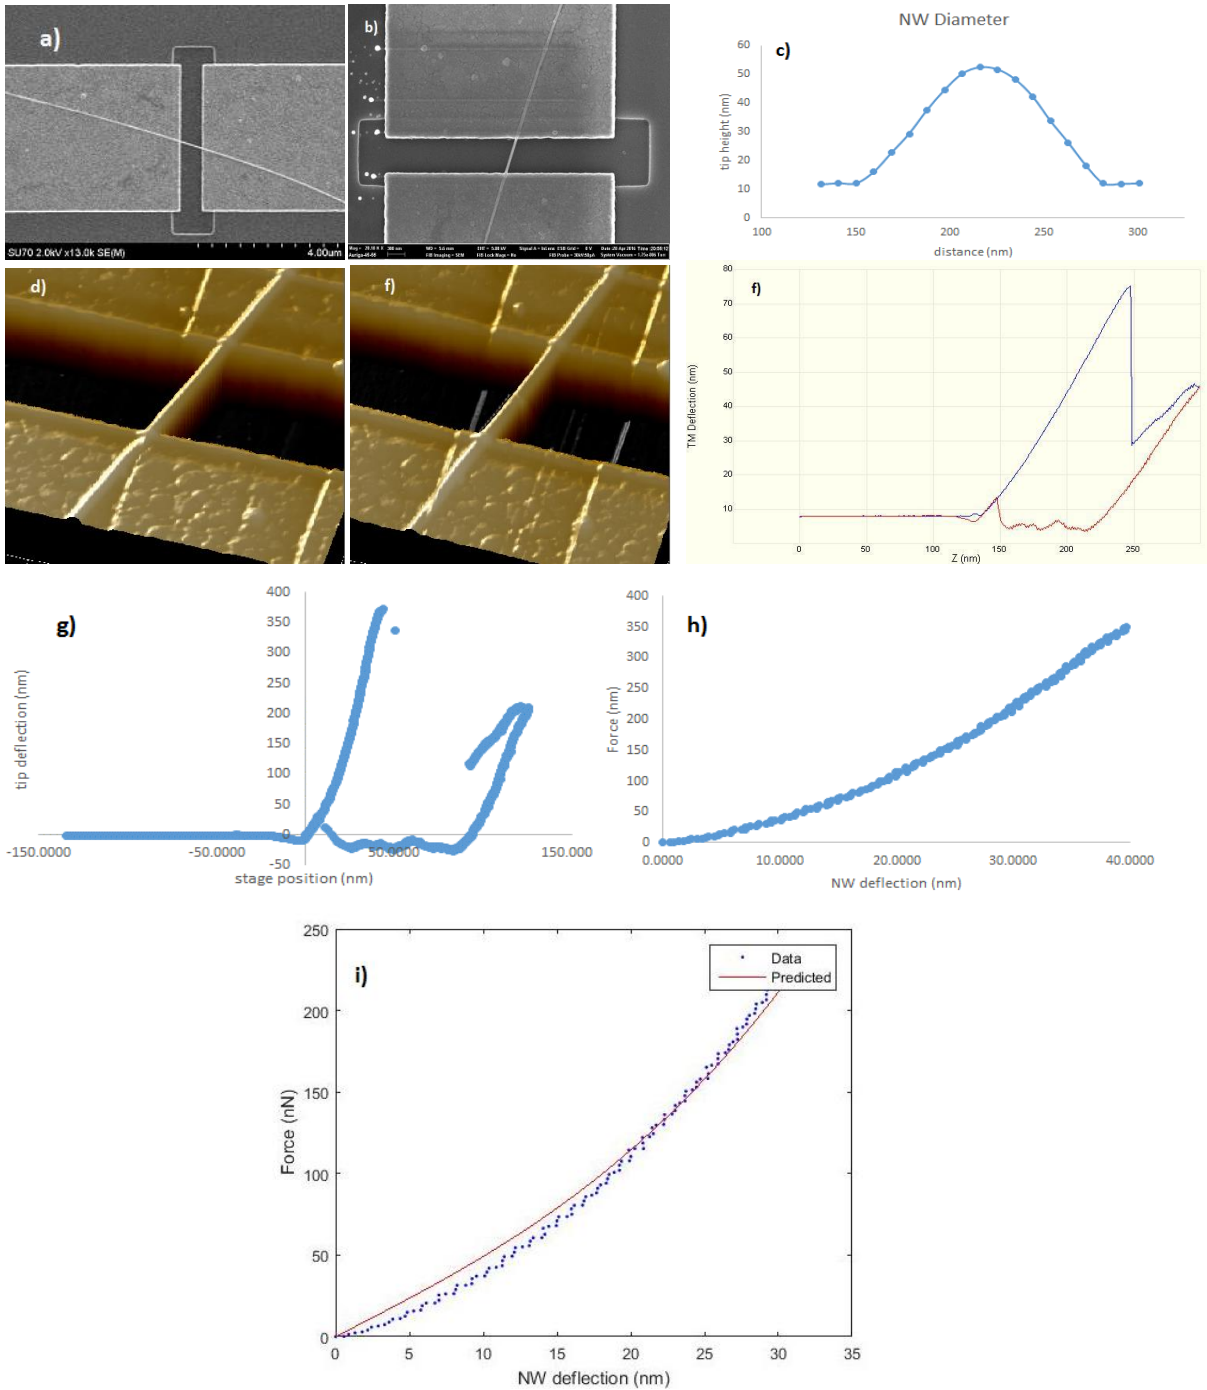 a)
SU70 2.0kV x13.0k SE(M)
4.00um
b)
NW Diameter
c)
60
50
40
30
20
10
0
tip height (nm)
100
150
200
250
300
distance (nm)
d)
f)
f)
80
70
60
50
40
30
20
10
TM Deflection (nm)
0
50
100
150
200
250
Z (nm)
g)
400
350
300
250
200
150
100
50
0
-50
tip deflection (nm)
-150.0000
-50.0000
50.0000
150.000
stage position (nm)
h)
400
350
300
250
200
150
100
50
0
Force (nm)
0.0000
10.0000
20.0000
30.0000
40.0000
NW deflection (nm)
i)
Data
Predicted
250
200
150
100
50
0
Force (nN)
0
5
10
15
20
25
30
35
NW deflection (nm)